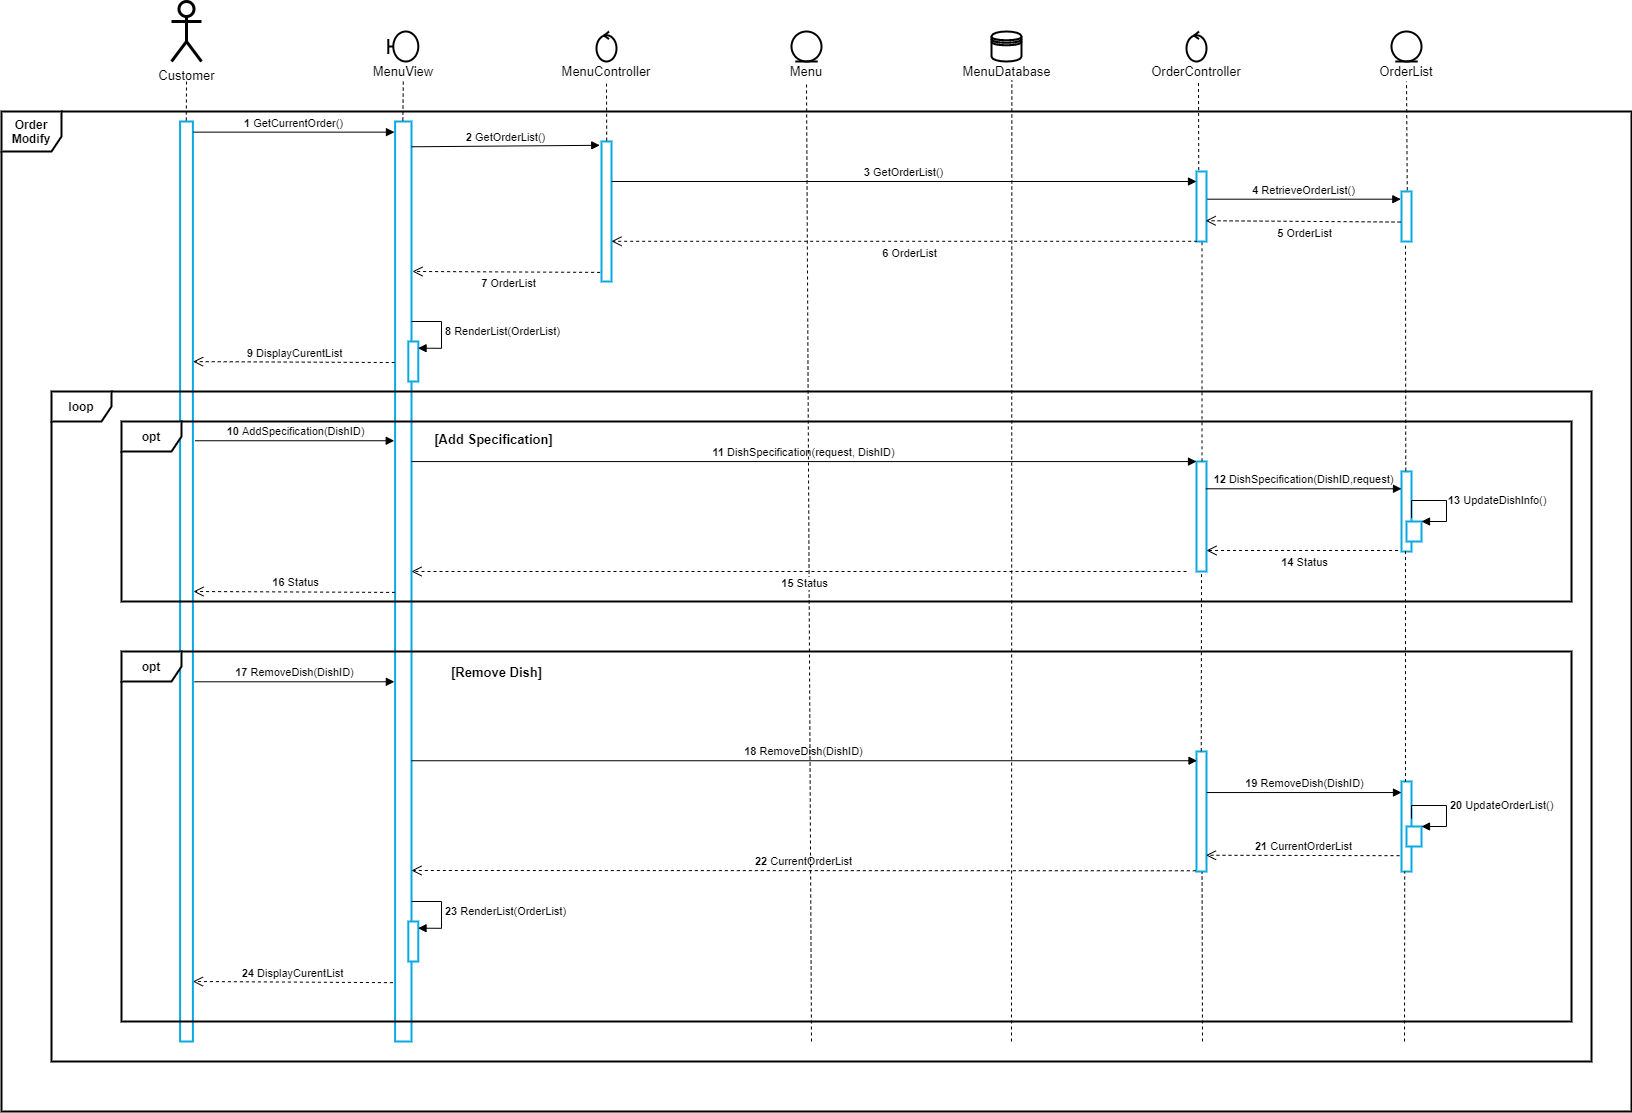 Customer
MenuView
MenuController
Menu
MenuDatabase
OrderController
OrderList
Order
Modify
1 GetCurrentOrder()
2 GetOrderList()
3 GetOrderList()
4 RetrieveOrderList()
5 OrderList
6 OrderList
7 OrderList
8 RenderList(OrderList)
9 DisplayCurentList
loop
opt
10 AddSpecification(DishID)
[Add Specification]
11 DishSpecification(request, DishID)
12 DishSpecification(DishID,request)
13 UpdateDishInfo()
14 Status
15 Status
16 Status
opt
17 RemoveDish(DishID)
[Remove Dish]
18 RemoveDish(DishID)
19 RemoveDish(DishID)
20 UpdateOrderList()
21 CurrentOrderList
22 CurrentOrderList
23 RenderList(OrderList)
24 DisplayCurentList